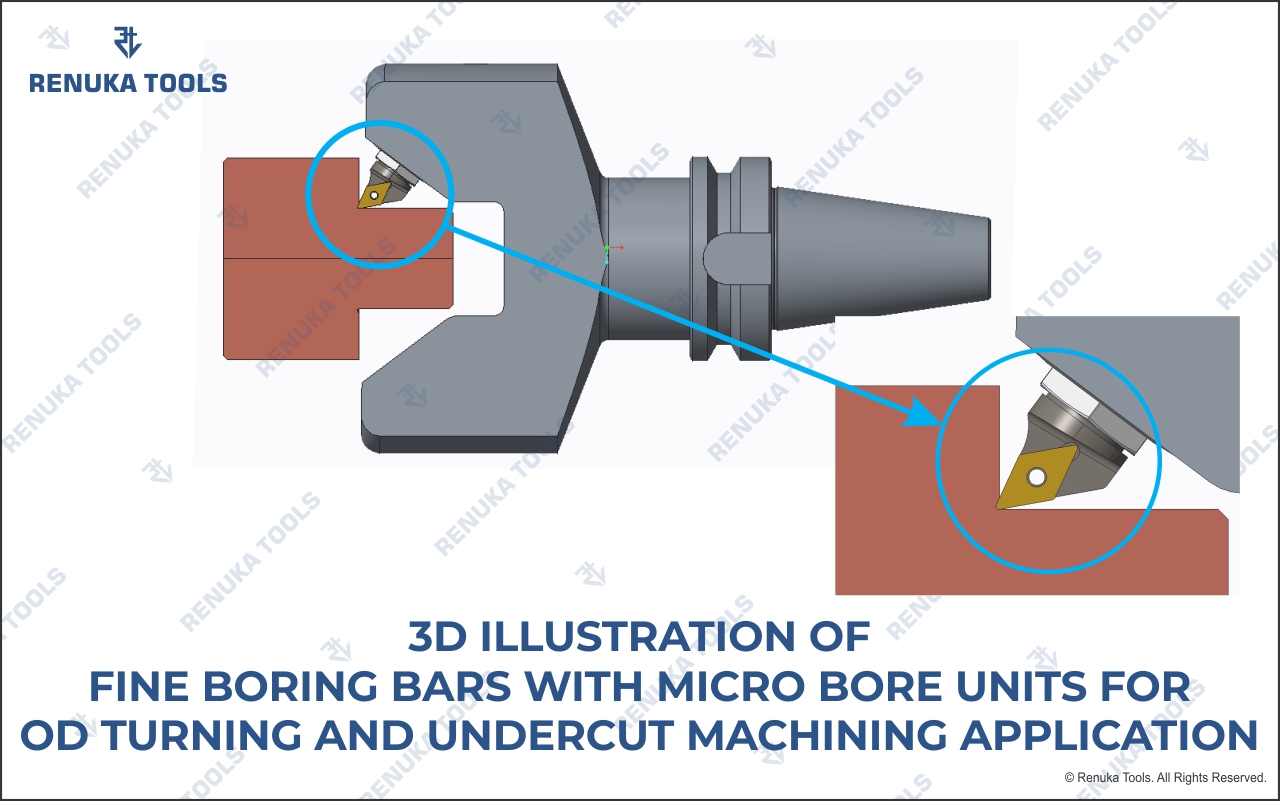 RENUKA TOOLS
3D ILLUSTRATION OF
FINE BORING BARS WITH MICRO BORE UNITS FOR
OD TURNING AND UNDERCUT MACHINING APPLICATION
© Renuka Tools. All Rights Reserved.